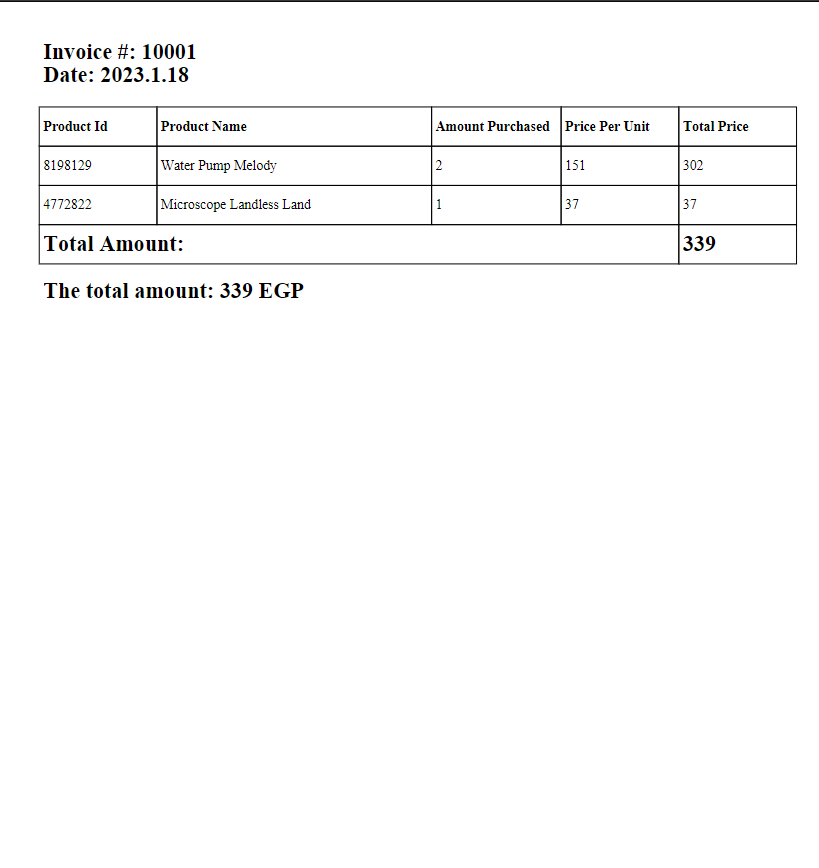 Invoice #: 10001
Date: 2023.1.18
Product Id Product Name Amount Purchased Price Per Unit Total Price
8198129 Water Pump Melody 2 151 302
4772822 Microscope Landless Land 1 37 37
Total Amount: 339
The total amount: 339 EGP